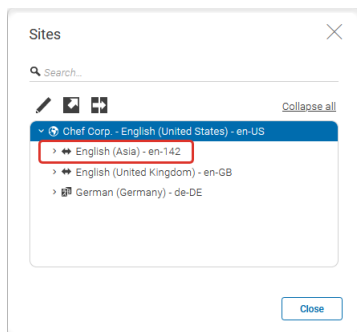 Sites
Search...
Collapse all
Chef Corp. - English (United States) - en-US
English (Asia) - en-142
English (United Kingdom) - en-GB
German (Germany) - de-DE
Close